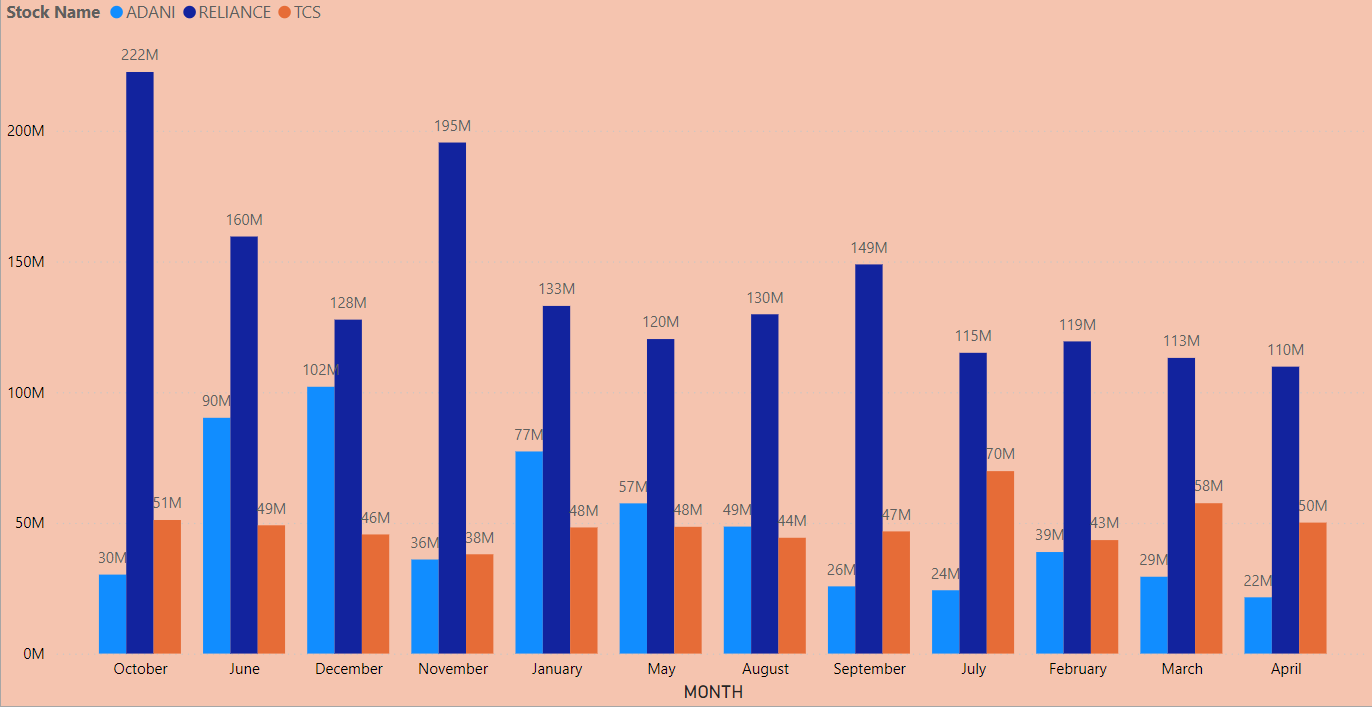 Stock Name ADANI RELIANCE TCS
222M
195M
200M
160M
149M
150M
133M
128M
130M
120M
119M
115M
113M
110M
102M
100M
90M
77M
70M
57M
58M
51M
49M
46M
48M
48M
49M
44M
47M
43M
50M
50M
36M
38M
39M
30M
26M
24M
29M
22M
0M
October June December November January May August September July February March April
MONTH